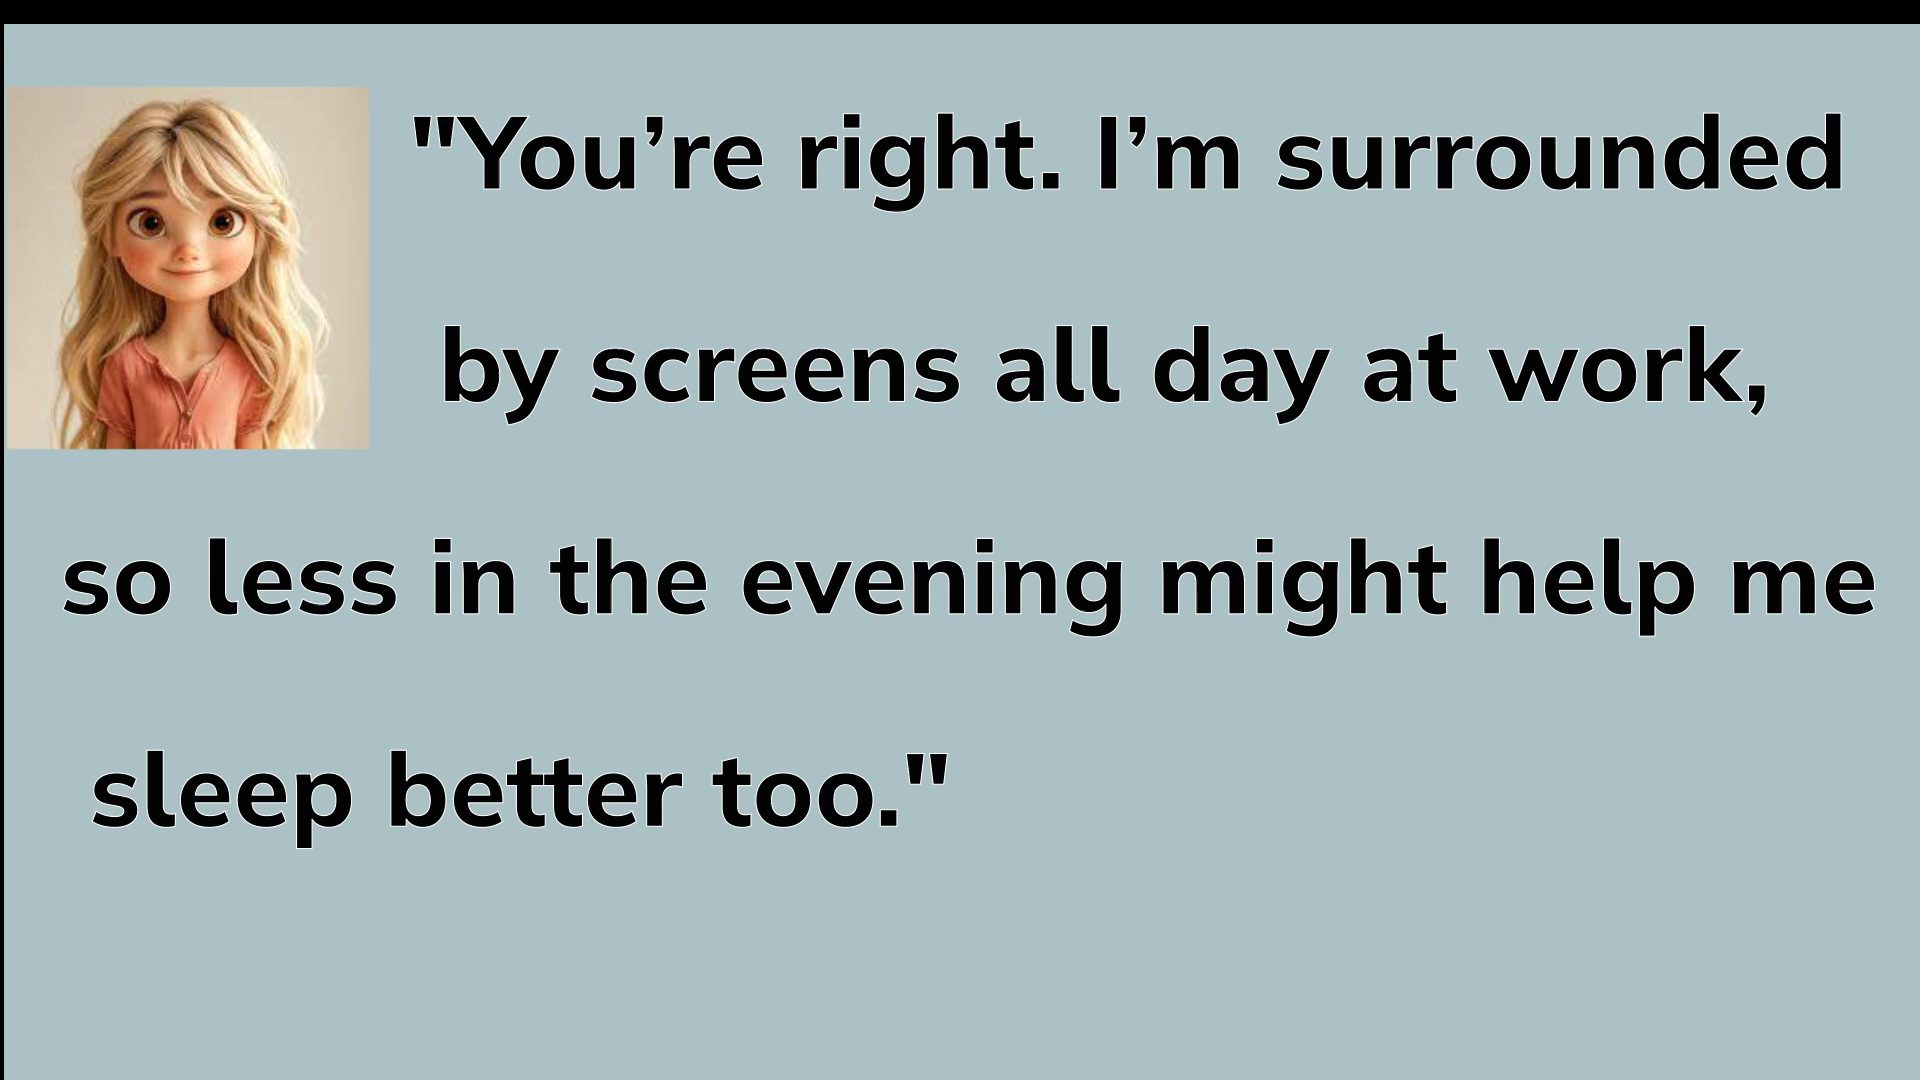 "You’re right. I’m surrounded
by screens all day at work,
so less in the evening might help me
sleep better too."